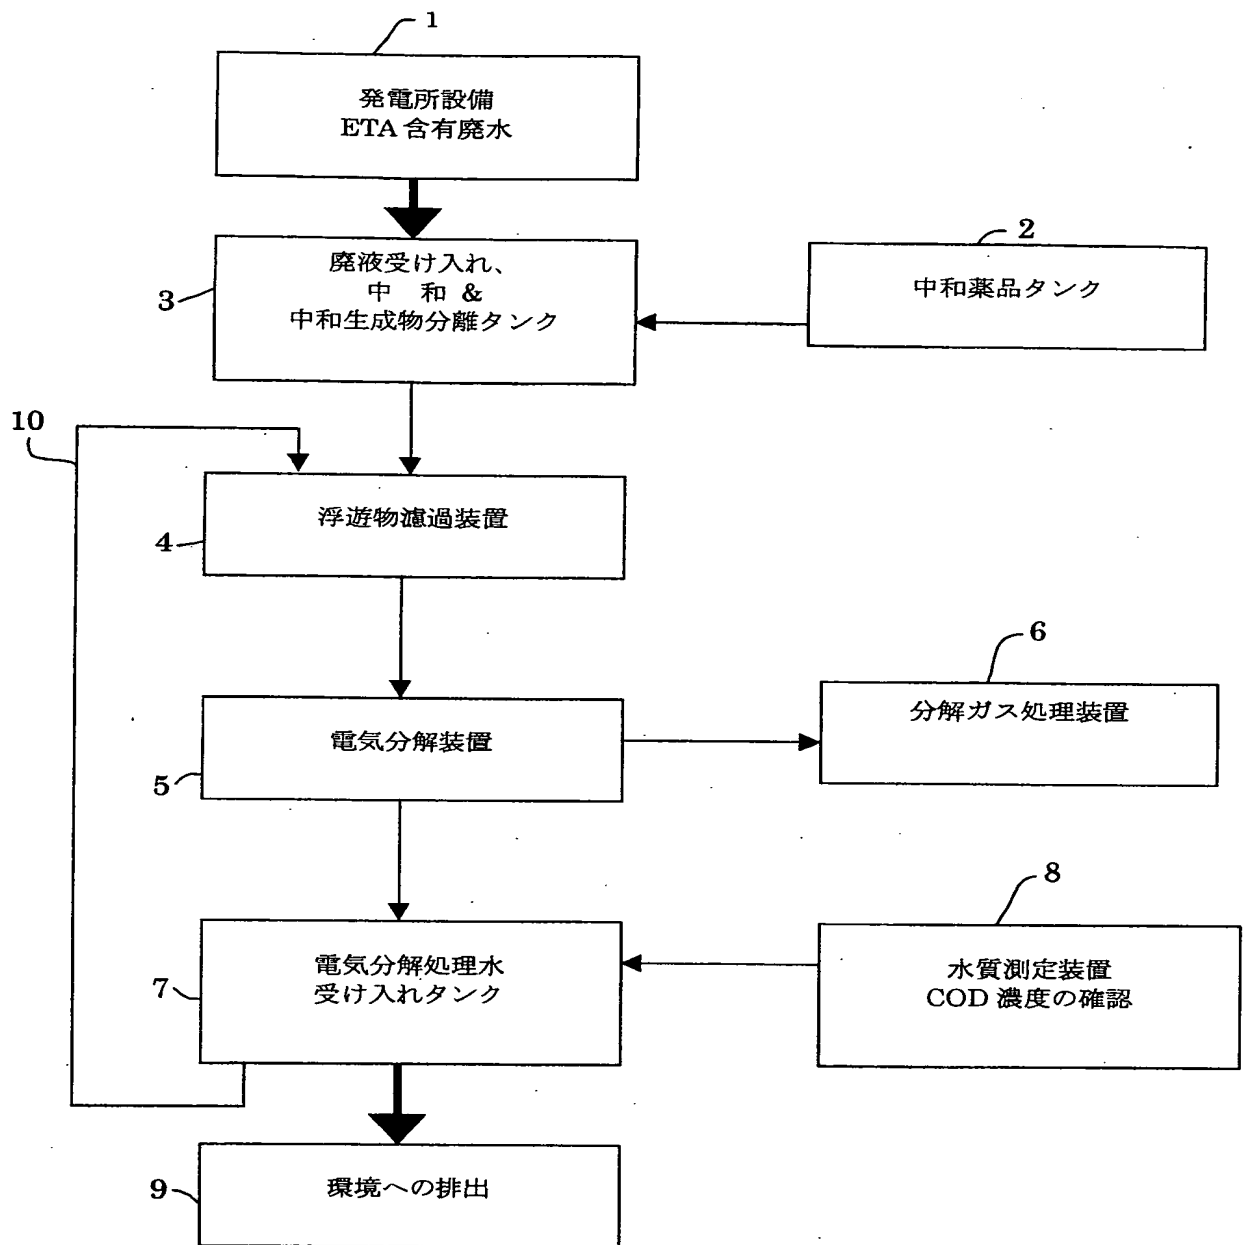 1
発電所設備
ETA 含有廃水
2
中和薬品タンク
3
廃液受け入れ、
中 和 &
中和生成物分離タンク
10
4
浮遊物濾過装置
5
電気分解装置
6
分解ガス処理装置
7
電気分解処理水
受け入れタンク
8
水質測定装置
COD 濃度の確認
9
環境への排出